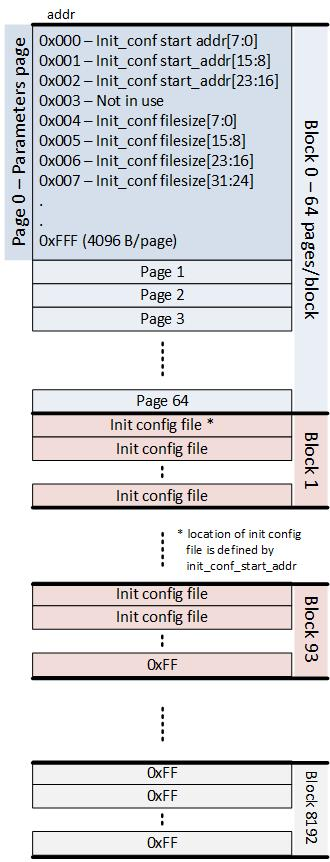 addr
Page 0 – Parameters page
0x000 – Init_conf start addr[7:0]
0x001 – Init_conf start_addr[15:8]
0x002 – Init_conf start_addr[23:16]
0x003 – Not in use
0x004 – Init_conf filesize[7:0]
0x005 – Init_conf filesize[15:8]
0x006 – Init_conf filesize[23:16]
0x007 – Init_conf filesize[31:24]
.
.
0xFFF (4096 B/page)
Block 0 – 64 pages/block
Page 1
Page 2
Page 3
Page 64
Init config file *
Init config file
Init config file
Block 1
* location of init config
file is defined by
init_conf_start_addr
Init config file
Init config file
0xFF
Block 93
0xFF
0xFF
0xFF
Block 8192